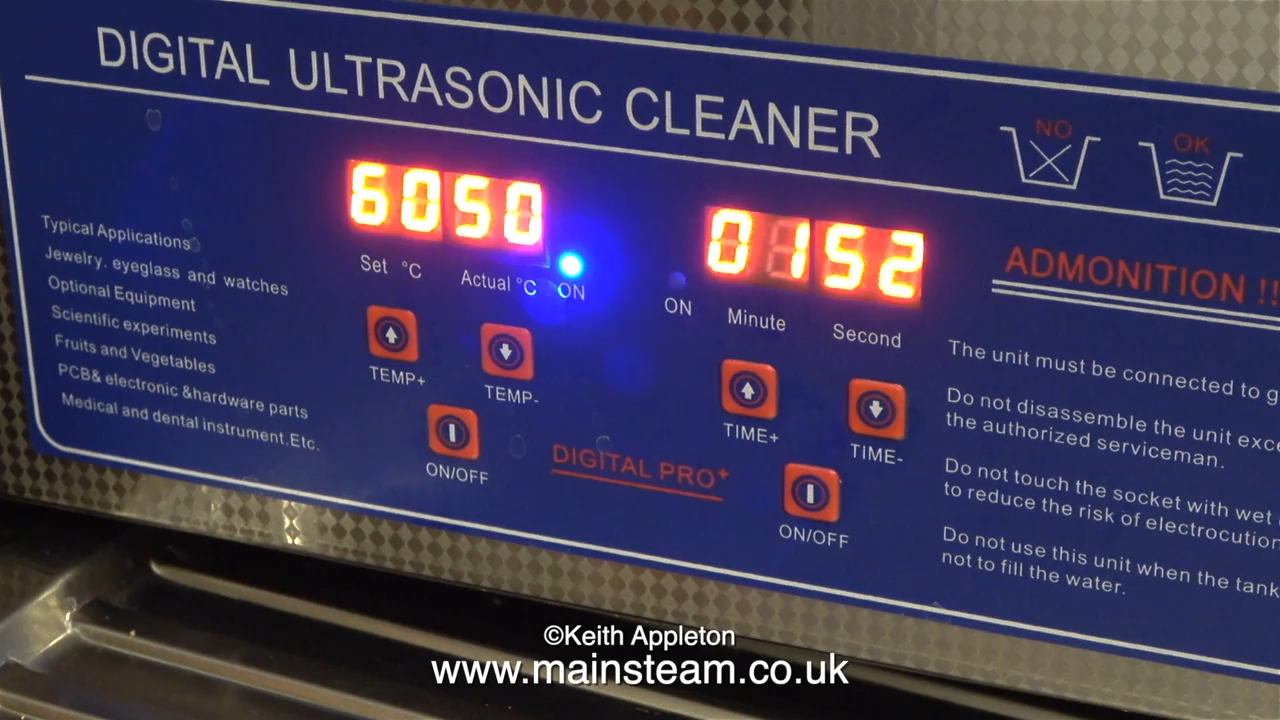 DIGITAL ULTRASONIC CLEANER
NO
OK
6050
0152
Set °C
Actual °C
ON
ON
Minute
Second
TEMP+
TEMP-
ON/OFF
TIME+
TIME-
ON/OFF
DIGITAL PRO+
Typical Applications
Jewelry. eyeglass and watches
Optional Equipment
Scientific experiments
Fruits and Vegetables
PCB& electronic &hardware parts
Medical and dental instrument.Etc.
ADMONITION !!
The unit must be connected to
Do not disassemble the unit
the authorized serviceman.
Do not touch the socket with wet
to reduce the risk of electrocution
Do not use this unit when the tank
not to fill the water.
©Keith Appleton
www.mainsteam.co.uk